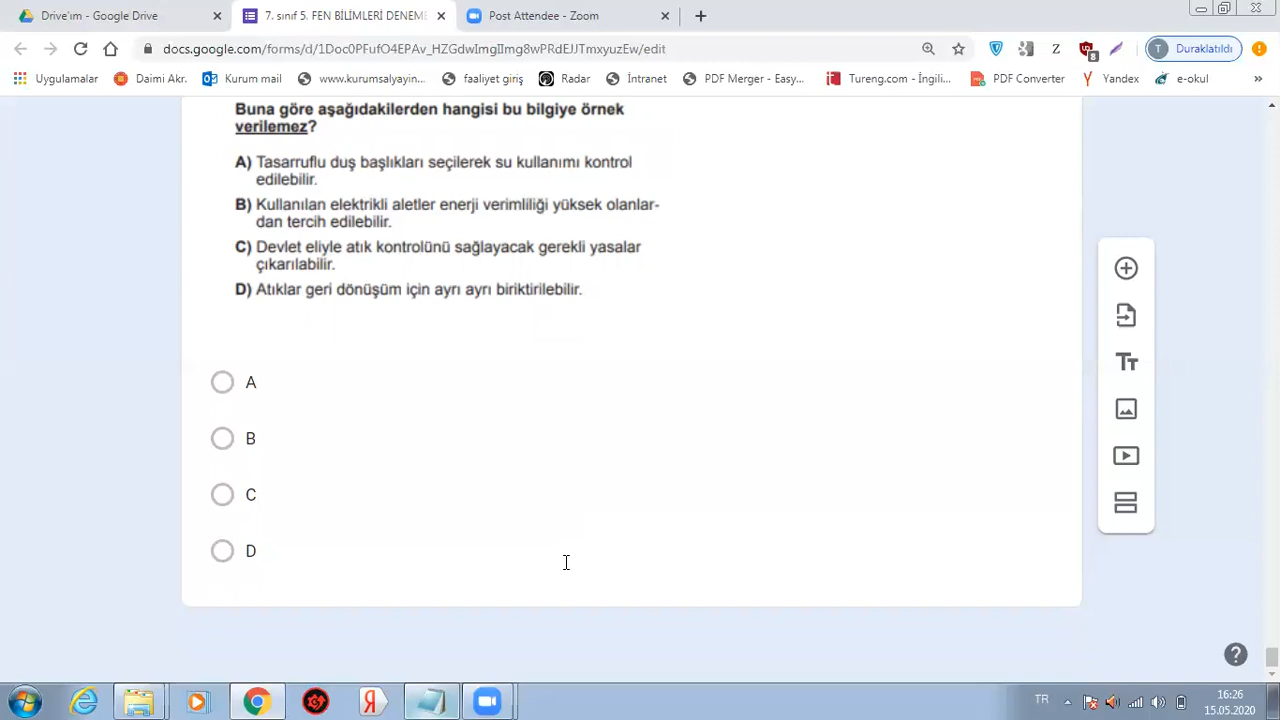 Drive'ım - Google Drive
7. sınıf 5. FEN BİLİMLERİ DENEME
Post Attendee - Zoom
docs.google.com/forms/d/1Doc0PFufO4EPAv_HZGdwImgIImg8wPRdEJJTmxyuzEw/edit
Z
8
T Duraklatıldı
Uygulamalar
Daimi Akr.
Kurum mail
www.kurumsalyayin...
faaliyet giriş
Radar
İntranet
PDF Merger - Easy...
Tureng.com - İngili...
PDF Converter
Yandex
e-okul
»
Buna göre aşağıdakilerden hangisi bu bilgiye örnek
verilemez?
A) Tasarruflu duş başlıkları seçilerek su kullanımı kontrol
edilebilir.
B) Kullanılan elektrikli aletler enerji verimliliği yüksek olanlar-
dan tercih edilebilir.
C) Devlet eliyle atık kontrolünü sağlayacak gerekli yasalar
çıkarılabilir.
D) Atıklar geri dönüşüm için ayrı ayrı biriktirilebilir.
A
B
C
D
TR
16:26
15.05.2020